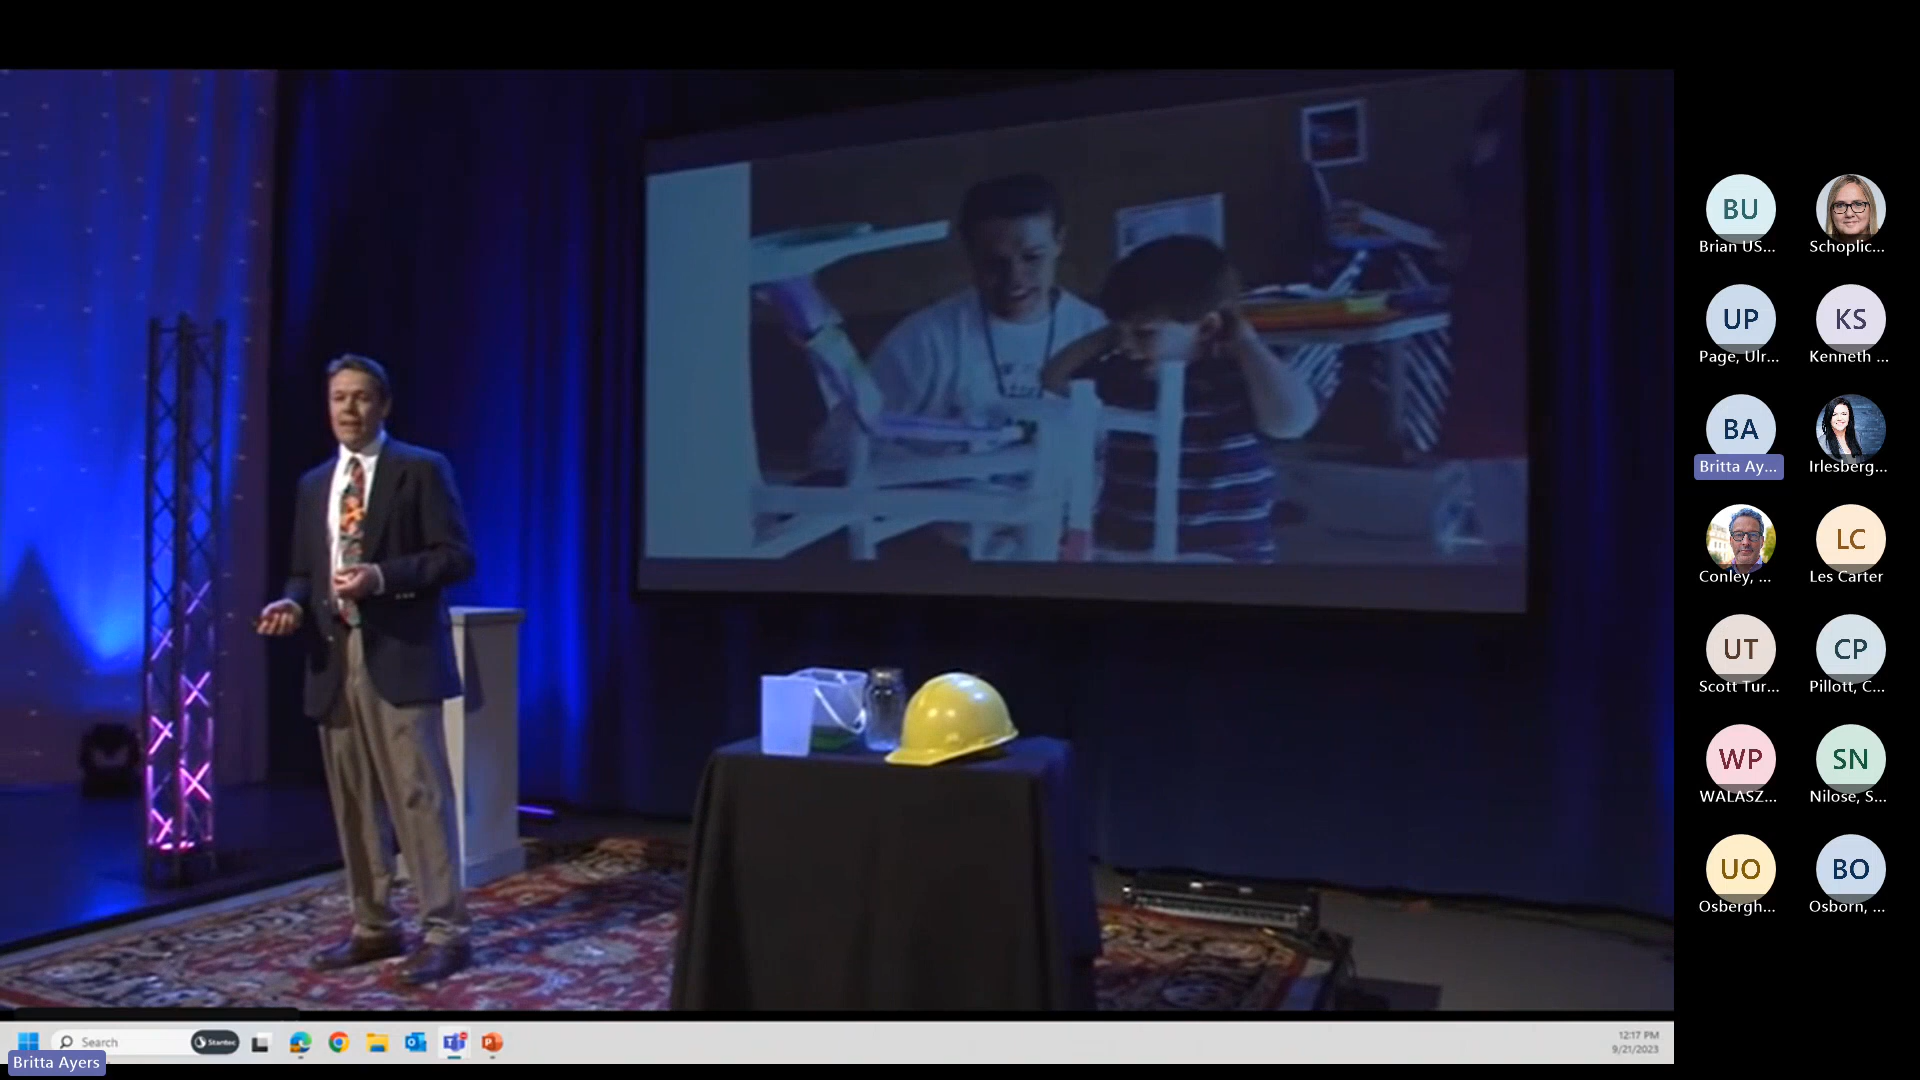 BU
Brian US...
Schoplic...
UP
Page, Ulr...
KS
Kenneth ...
BA
Britta Ay...
Irlesberg...
Conley, ...
LC
Les Carter
UT
Scott Tur...
CP
Pillott, C...
WP
WALASZ...
SN
Nilose, S...
UO
Osbergh...
BO
Osborn, ...
Search
Stantec
12:17 PM
9/21/2023
Britta Ayers